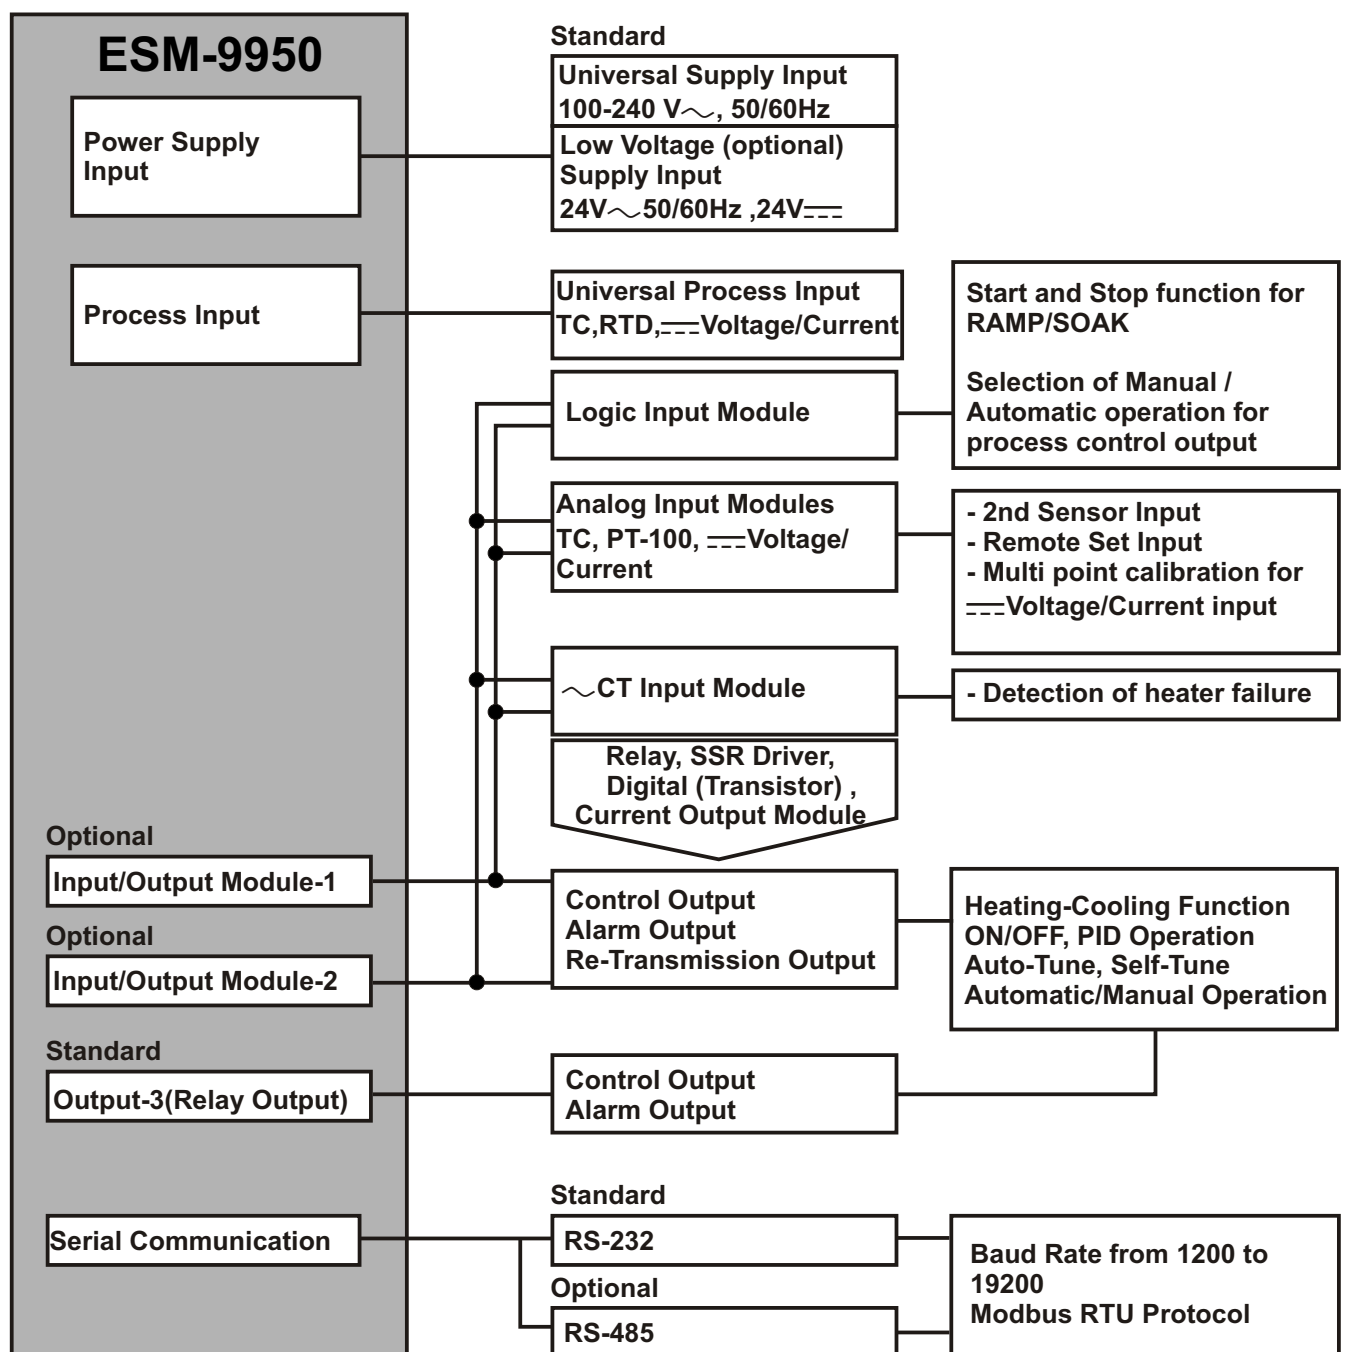 ESM-9950
Power Supply
Input
Standard
Universal Supply Input
100-240 V∼, 50/60Hz
Low Voltage (optional)
Supply Input
24V∼50/60Hz ,24V⎓
Process Input
Universal Process Input
TC,RTD,⎓Voltage/Current
Logic Input Module
Start and Stop function for
RAMP/SOAK
Selection of Manual /
Automatic operation for
process control output
Analog Input Modules
TC, PT-100, ⎓Voltage/
Current
- 2nd Sensor Input
- Remote Set Input
- Multi point calibration for
⎓Voltage/Current input
∼CT Input Module
- Detection of heater failure
Relay, SSR Driver,
Digital (Transistor) ,
Current Output Module
Optional
Input/Output Module-1
Optional
Input/Output Module-2
Control Output
Alarm Output
Re-Transmission Output
Heating-Cooling Function
ON/OFF, PID Operation
Auto-Tune, Self-Tune
Automatic/Manual Operation
Standard
Output-3(Relay Output)
Control Output
Alarm Output
Serial Communication
Standard
RS-232
Optional
RS-485
Baud Rate from 1200 to
19200
Modbus RTU Protocol